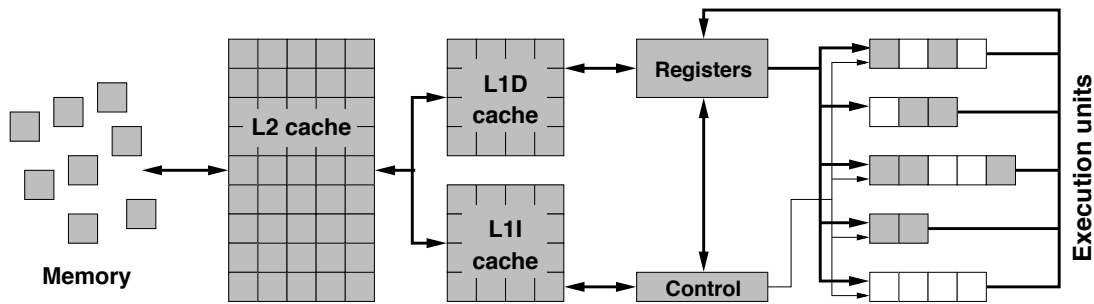 Memory
L2 cache
L1D
cache
L1I
cache
Registers
Control
Execution units